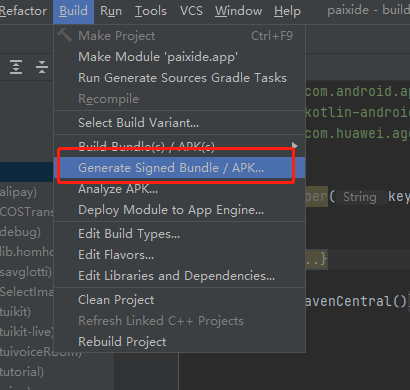 Refactor Build Run Tools VCS Window Help paixide - b
Make Project Ctrl+F9
Make Module 'paixide.app'
Run Generate Sources Gradle Tasks
Recompile
Select Build Variant...
Build Bundle(s) / APK(s)
Generate Signed Bundle / APK...
Analyze APK...
Deploy Module to App Engine...
Edit Build Types...
Edit Flavors...
Edit Libraries and Dependencies...
Clean Project
Refresh Linked C++ Projects
Rebuild Project
alipay)
COSTrans
debug)
lib.homho
savglotti)
SelectIma
tuikit)
tuikit-live)
tuivoiceRoom)
tutorial)
com.android.ap
kotlin-android
com.huawei.ago
per( String key
..}
avenCentral()